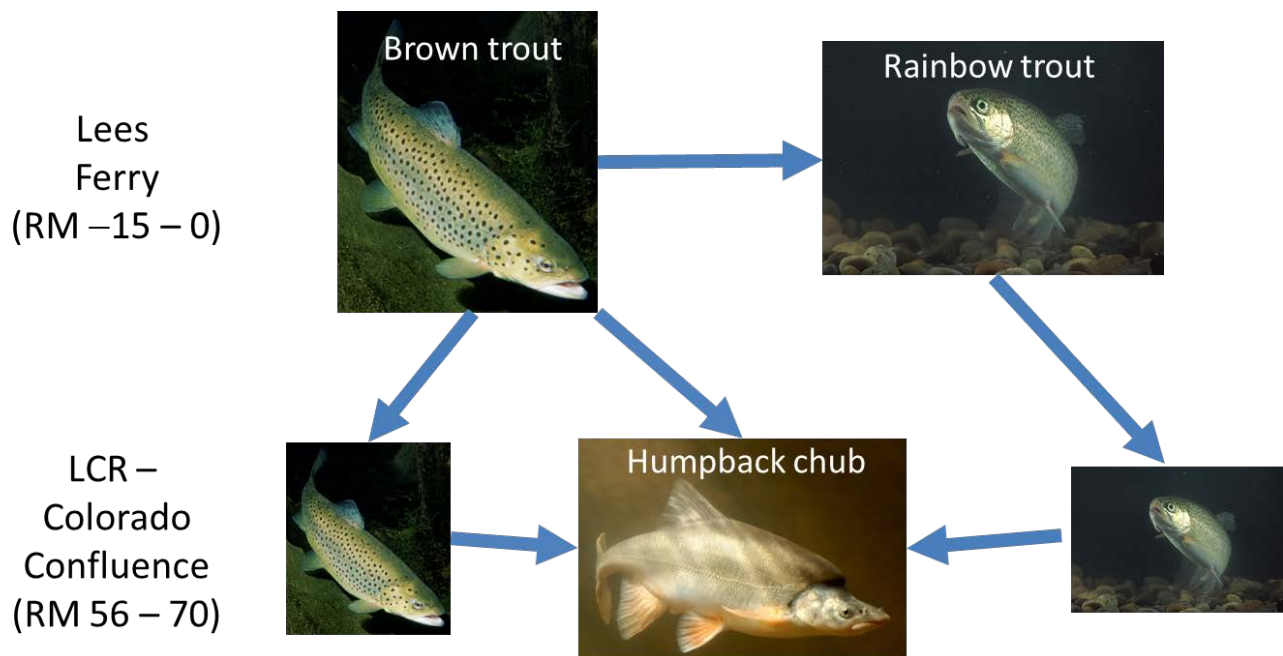 Brown trout
Rainbow trout
Lees
Ferry
(RM –15 – 0)
Humpback chub
LCR –
Colorado
Confluence
(RM 56 – 70)